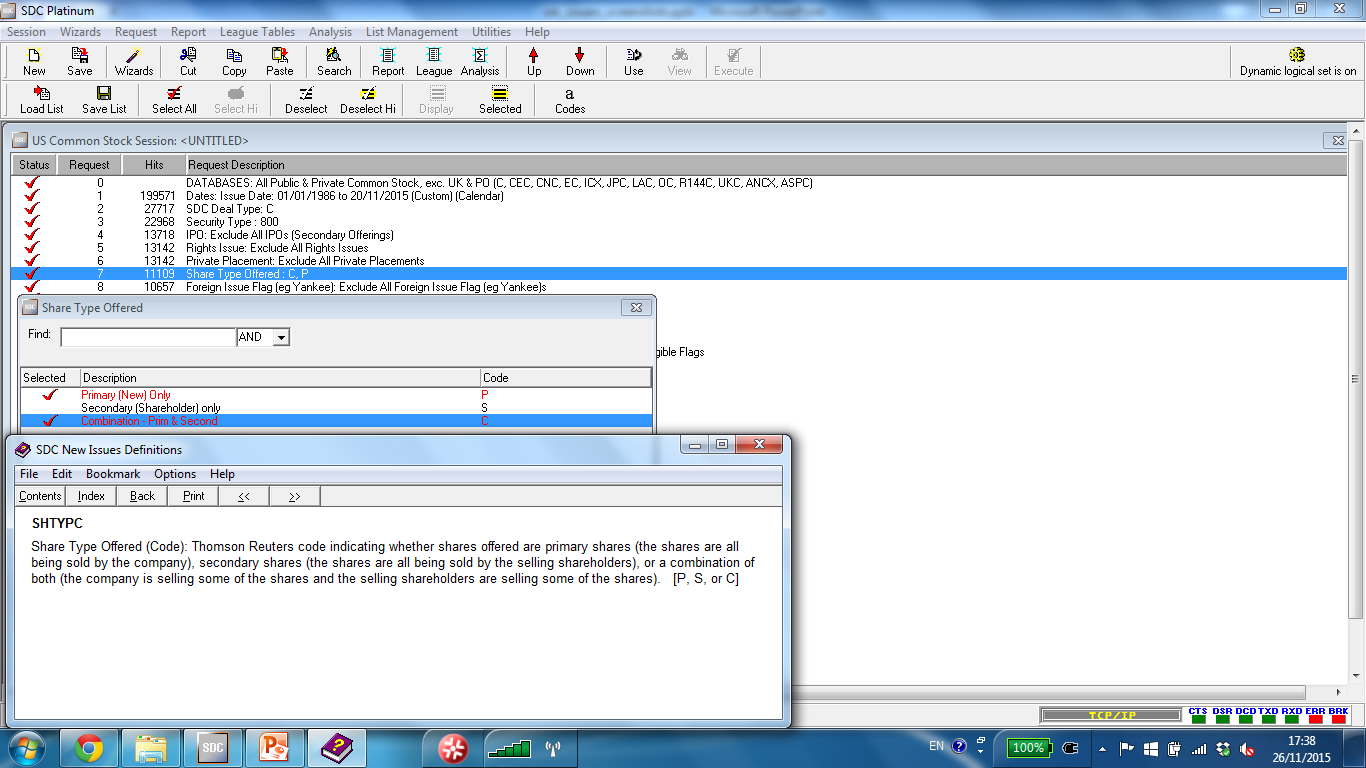 SDC Platinum
Session Wizards Request Report League Tables Analysis List Management Utilities Help
New Save Wizards Cut Copy Paste Search Report League Analysis Up Down Use View Execute Dynamic logical set is on
Load List Save List Select All Select Hi Deselect Deselect Hi Display Selected Codes
US Common Stock Session: <UNTITLED>
Status Request Hits Request Description
0 DATABASES: All Public & Private Common Stock, exc. UK & PO (C, CEC, CNC, EC, ICX, JPC, LAC, OC, R144C, UKC, ANCX, ASPC)
1 199571 Dates: Issue Date: 01/01/1986 to 20/11/2015 (Custom) (Calendar)
2 27717 SDC Deal Type: C
3 22968 Security Type : 800
4 13718 IPO: Exclude All IPOs (Secondary Offerings)
5 13142 Rights Issue: Exclude All Rights Issues
6 13142 Private Placement: Exclude All Private Placements
7 11109 Share Type Offered : C, P
8 10657 Foreign Issue Flag (eg Yankee): Exclude All Foreign Issue Flag (eg Yankee)s
Share Type Offered
Find: AND
gible Flags
Selected Description Code
Primary (New) Only P
Secondary (Shareholder) only S
Combination - Prim & Second C
SDC New Issues Definitions
File Edit Bookmark Options Help
Contents Index Back Print << >>
SHTYPC
Share Type Offered (Code): Thomson Reuters code indicating whether shares offered are primary shares (the shares are all
being sold by the company), secondary shares (the shares are all being sold by the selling shareholders), or a combination of
both (the company is selling some of the shares and the selling shareholders are selling some of the shares). [P, S, or C]
TCP/IP CTS DSR DCD TXD RXD ERR BRK
SDC
EN 100% 17:38
26/11/2015